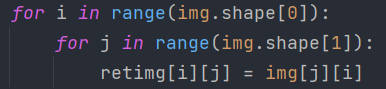 for i in range(img.shape[0]):
    for j in range(img.shape[1]):
        retimg[i][j] = img[j][i]